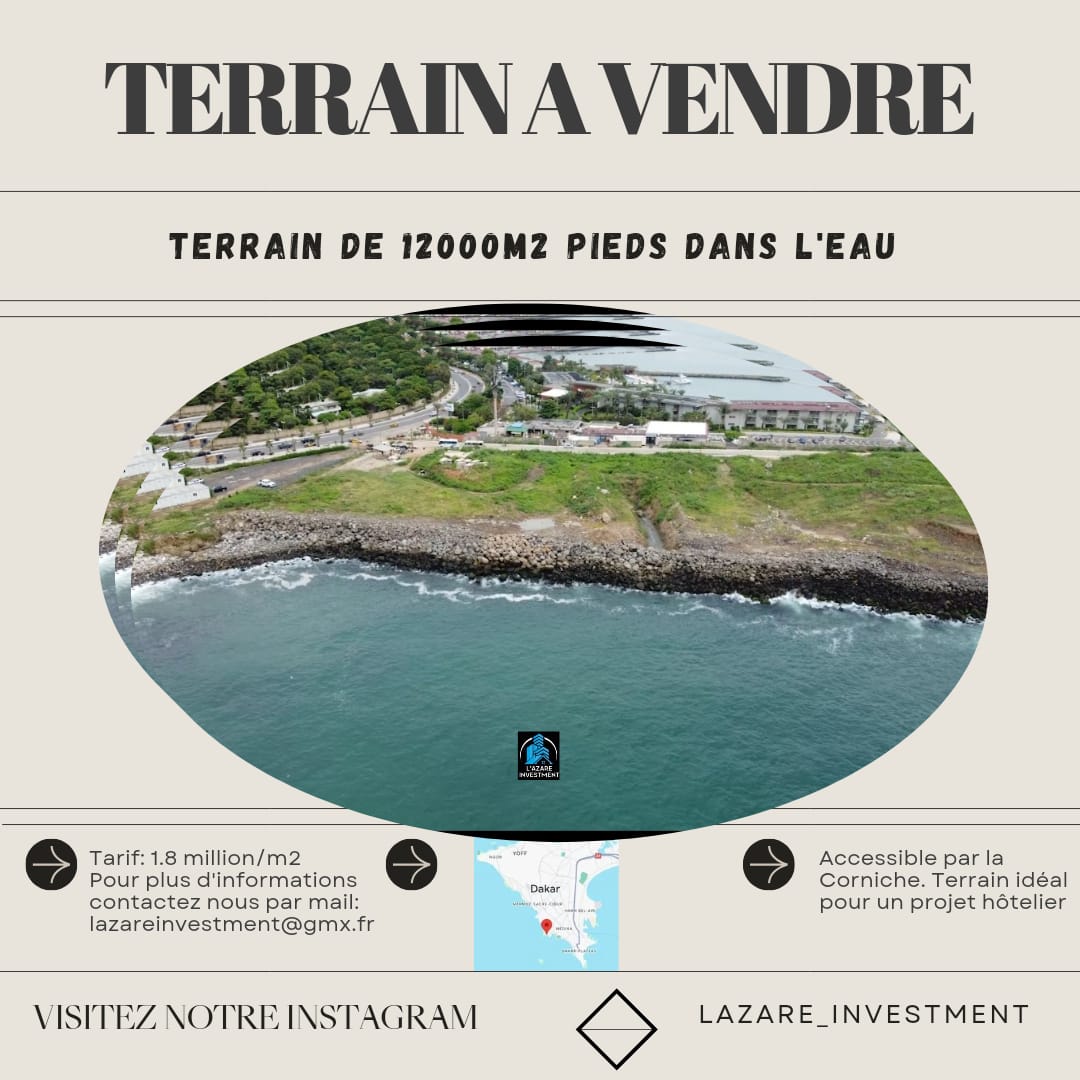 TERRAIN A VENDRE
TERRAIN DE 12000M2 PIEDS DANS L'EAU
L'AZARE
INVESTMENT
Tarif: 1.8 million/m2
Pour plus d'informations
contactez nous par mail:
lazareinvestment@gmx.fr
YOFF
Dakar
MEDINA
Accessible par la
Corniche. Terrain idéal
pour un projet hôtelier
VISITEZ NOTRE INSTAGRAM
LAZARE_INVESTMENT